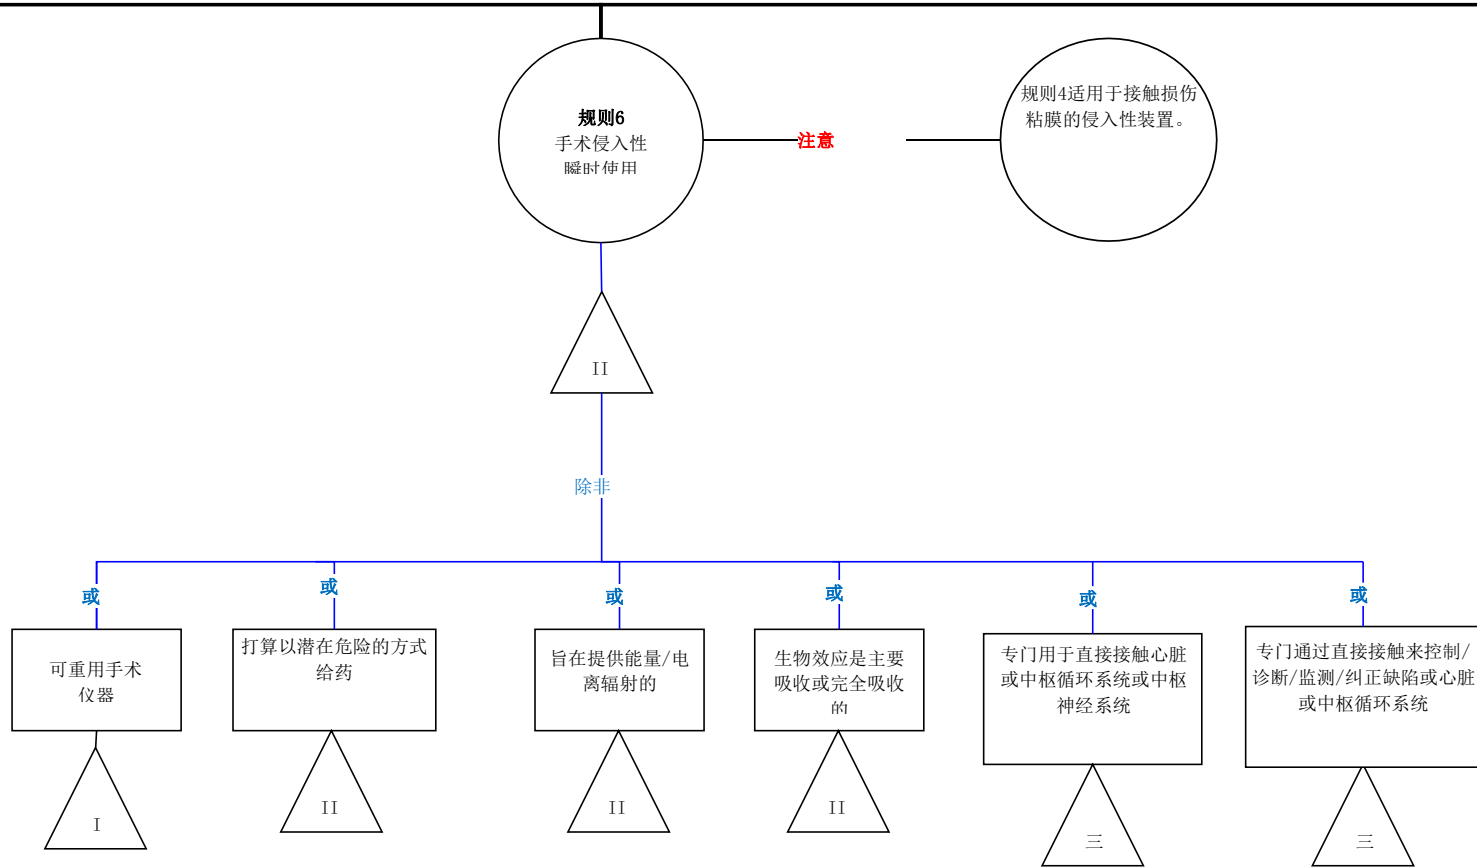 规则6
手术侵入性
瞬时使用
注意
规则4适用于接触损伤
粘膜的侵入性装置。
II
除非
或
或
或
或
或
或
可重用手术
仪器
打算以潜在危险的方式
给药
旨在提供能量/电
离辐射的
生物效应是主要
吸收或完全吸收
的
专门用于直接接触心脏
或中枢循环系统或中枢
神经系统
专门通过直接接触来控制/
诊断/监测/纠正缺陷或心脏
或中枢循环系统
I
II
II
II
三
三